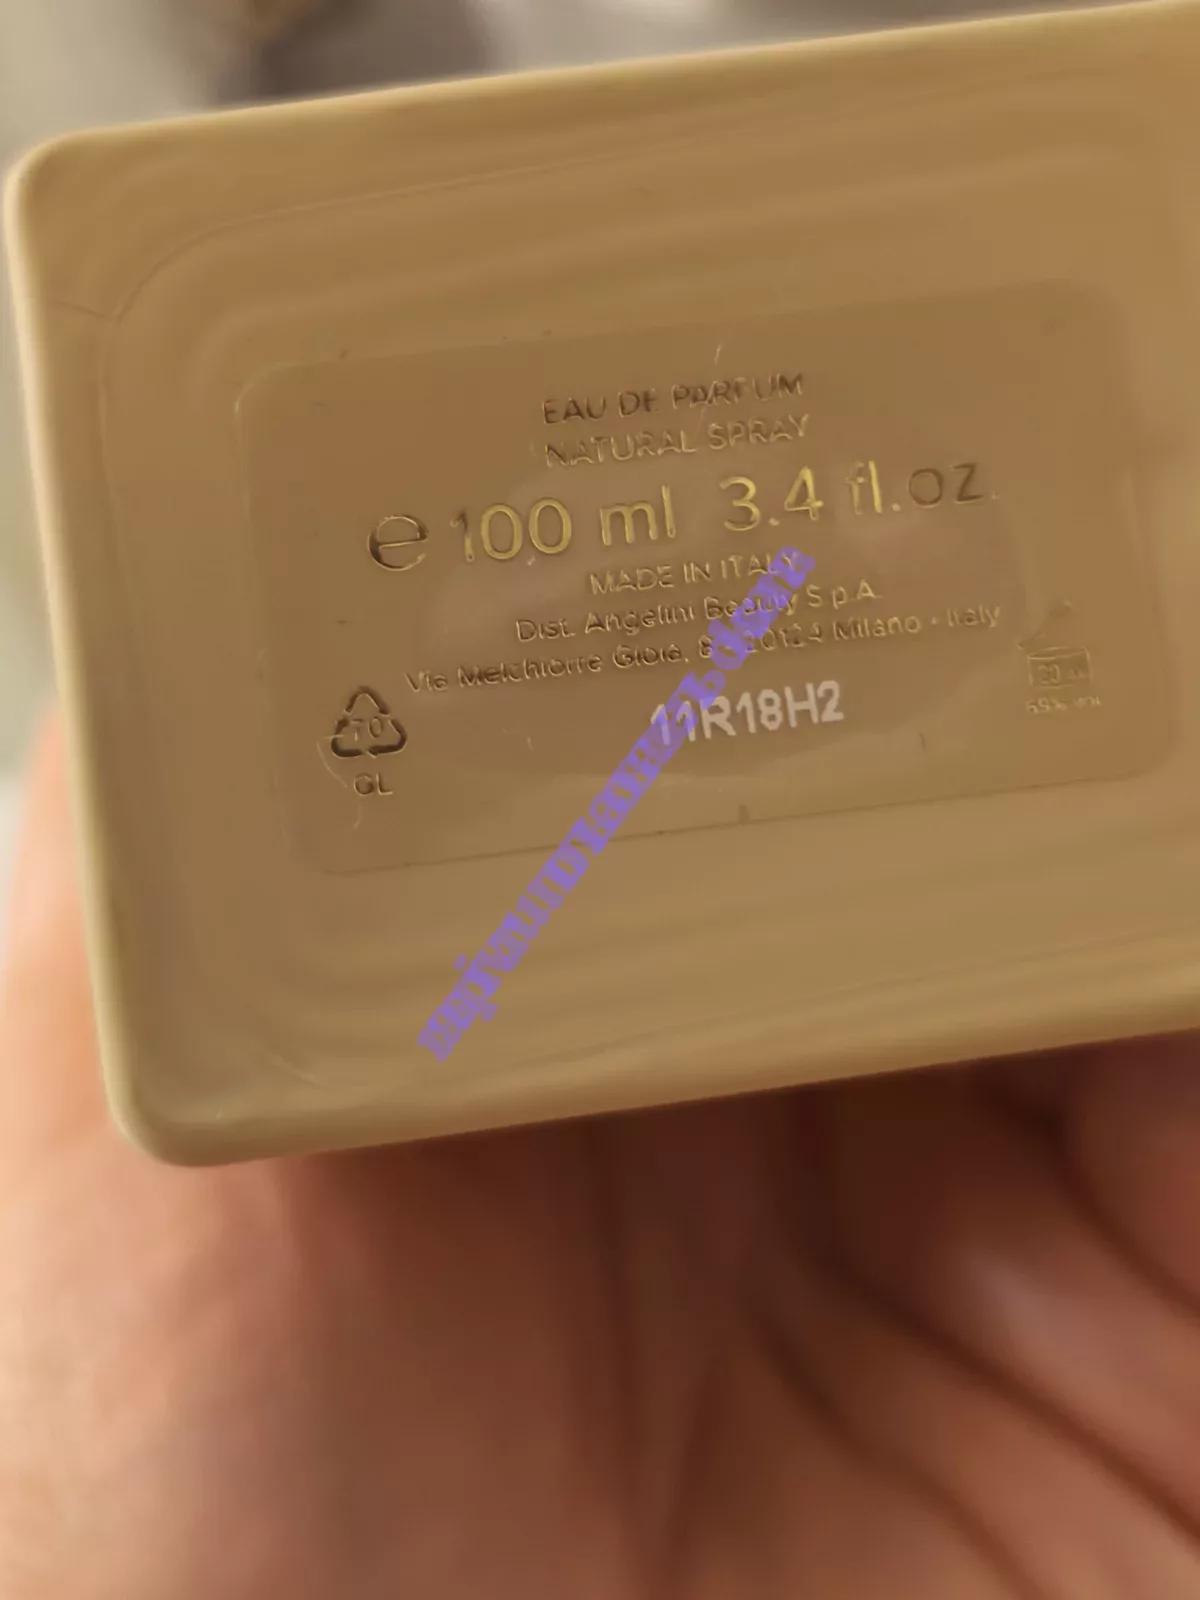 EAU DE PARFUM
NATURAL SPRAY
e 100 ml 3.4 fl.oz.
MADE IN ITALY
Dist. Angelini Beauty S.p.A.
Via Melchiorre Gioia, 8 20124 Milano - Italy
11R18H2
70
GL